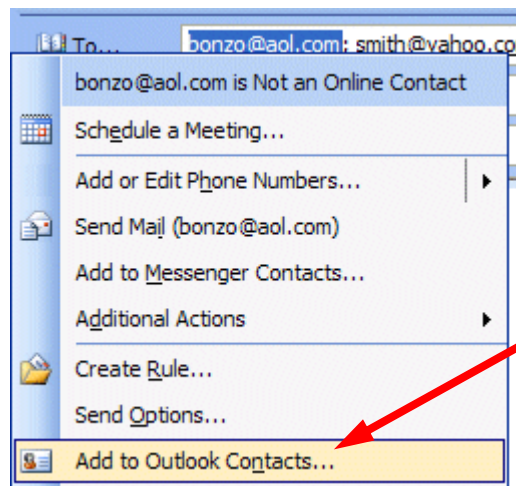 To... bonzo@aol.com; smith@yahoo.co
bonzo@aol.com is Not an Online Contact
Schedule a Meeting...
Add or Edit Phone Numbers...
Send Mail (bonzo@aol.com)
Add to Messenger Contacts...
Additional Actions
Create Rule...
Send Options...
Add to Outlook Contacts...